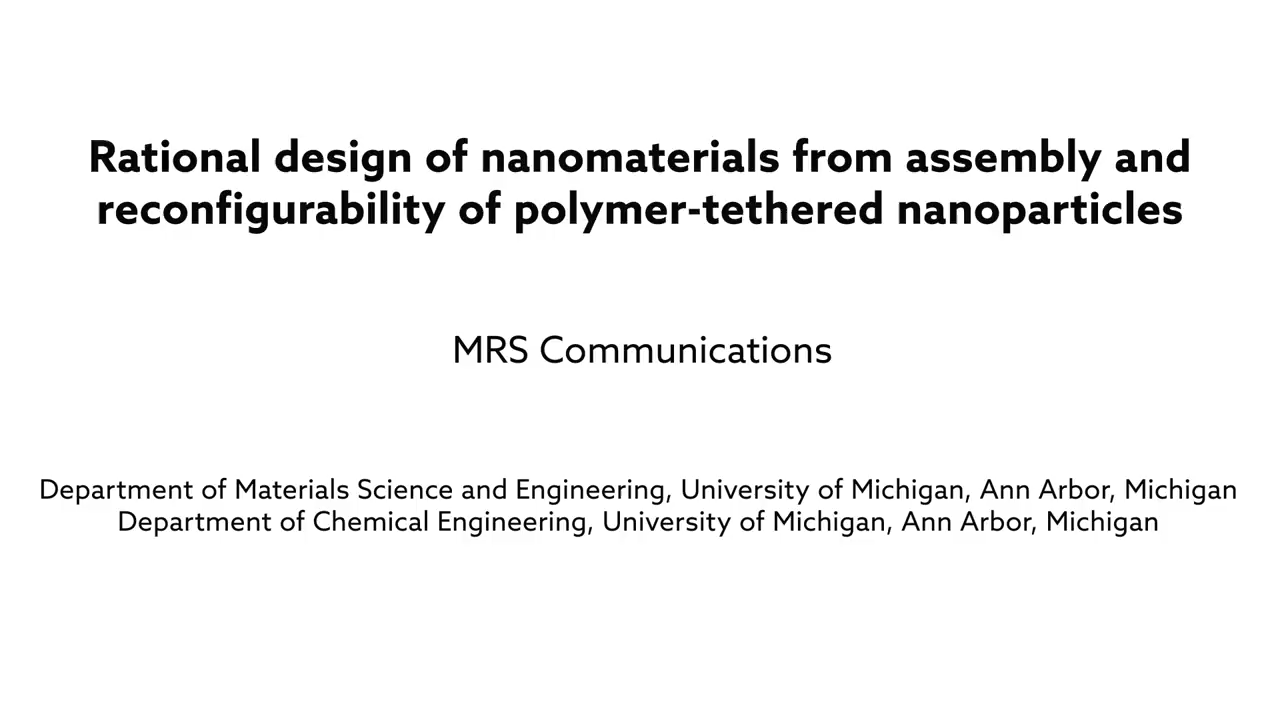 Rational design of nanomaterials from assembly and
reconfigurability of polymer-tethered nanoparticles
MRS Communications
Department of Materials Science and Engineering, University of Michigan, Ann Arbor, Michigan
Department of Chemical Engineering, University of Michigan, Ann Arbor, Michigan